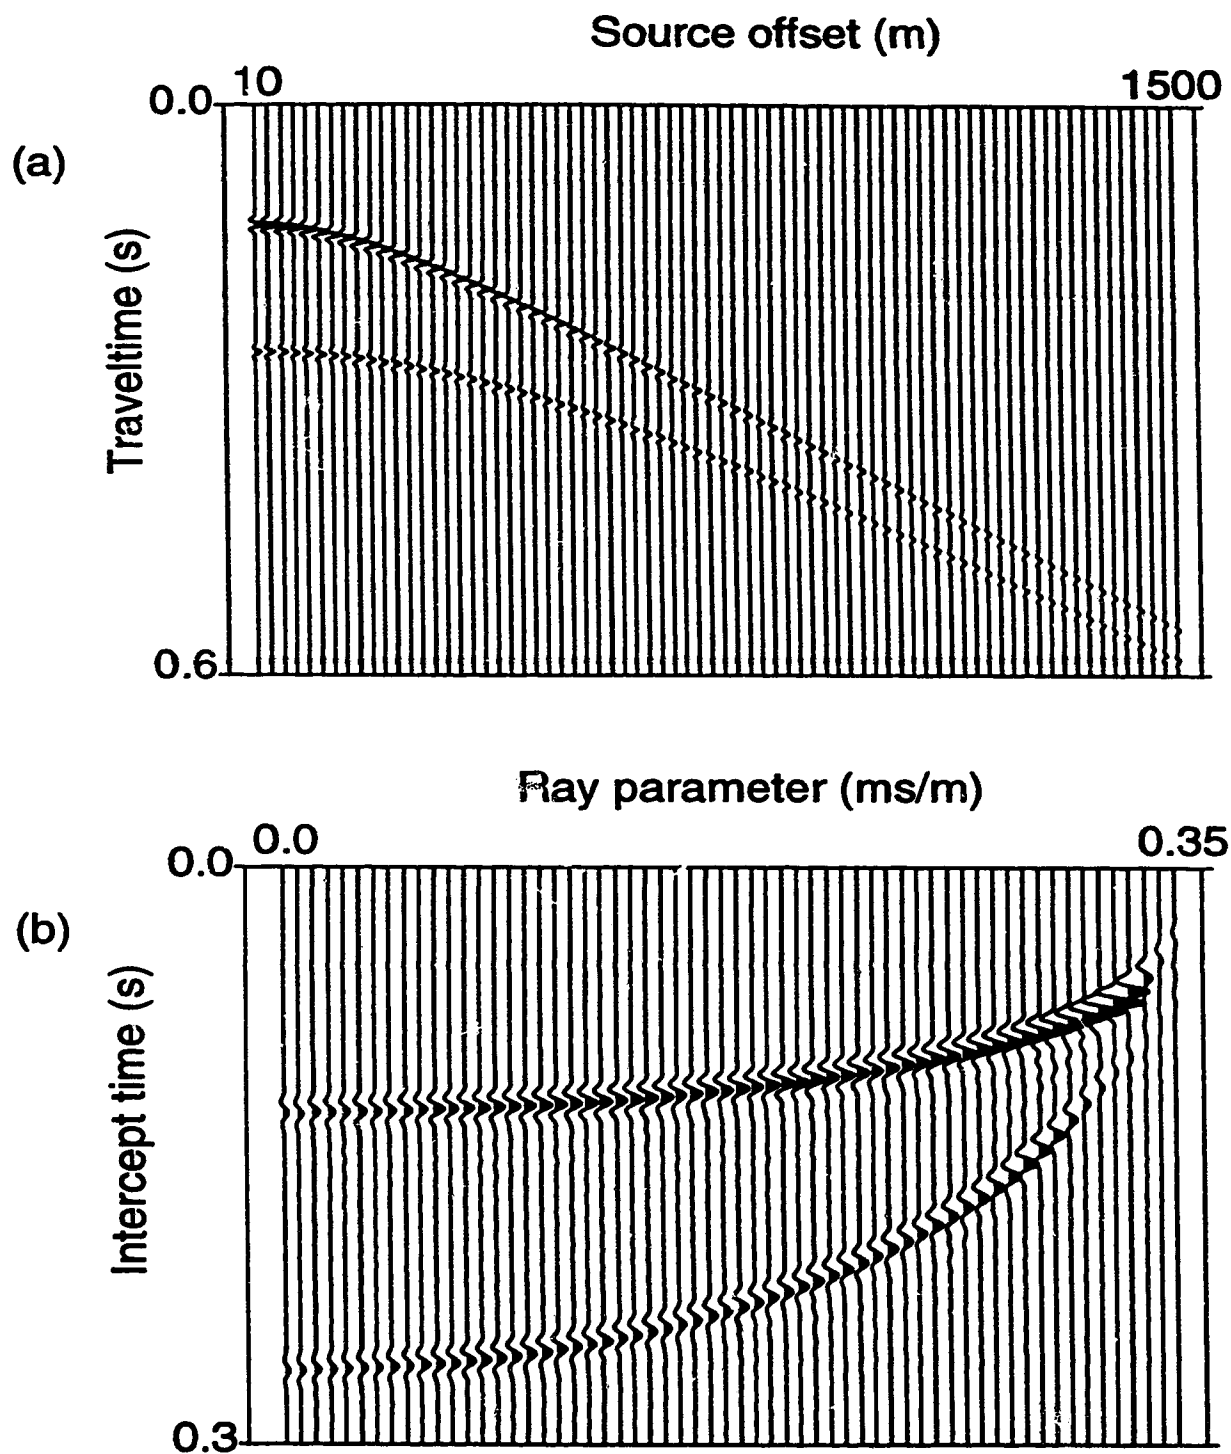 Source offset (m)
10 1500
0.0
(a)
Traveltime (s)
0.6
Ray parameter (ms/m)
0.0 0.35
0.0
(b)
Intercept time (s)
0.3